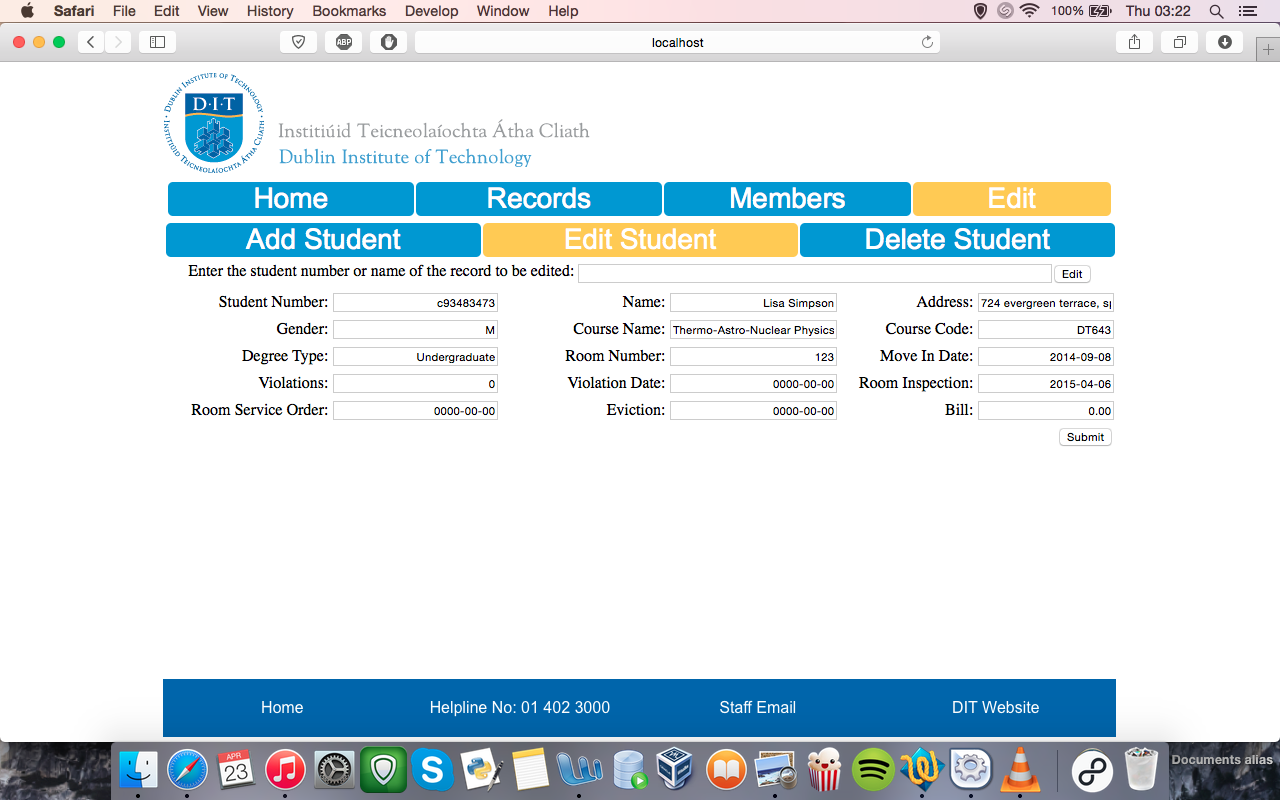 Safari File Edit View History Bookmarks Develop Window Help 100% Thu 03:22
ABP localhost
DUBLIN INSTITUTE OF TECHNOLOGY
D·I·T
INSTITIÚID TEICNEOLAÍOCHTA ÁTHA CLIATH
Institiúid Teicneolaíochta Átha Cliath
Dublin Institute of Technology
Home Records Members Edit
Add Student Edit Student Delete Student
Enter the student number or name of the record to be edited: Edit
Student Number: c93483473 Name: Lisa Simpson Address: 724 evergreen terrace, sp
Gender: M Course Name: Thermo-Astro-Nuclear Physics Course Code: DT643
Degree Type: Undergraduate Room Number: 123 Move In Date: 2014-09-08
Violations: 0 Violation Date: 0000-00-00 Room Inspection: 2015-04-06
Room Service Order: 0000-00-00 Eviction: 0000-00-00 Bill: 0.00
Submit
Home Helpline No: 01 402 3000 Staff Email DIT Website
APR
23
Documents alias